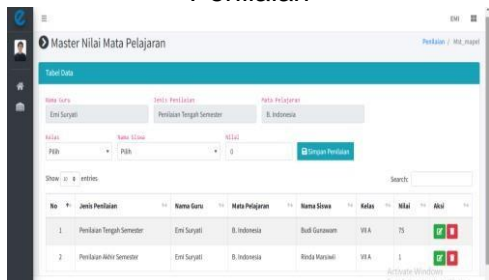 Penilaian
EMI
Master Nilai Mata Pelajaran
Penilaian / Mst_mapel
Tabel Data
Nama Guru Jenis Penilaian Mata Pelajaran
Emi Suryati Penilaian Tengah Semester B. Indonesia
Kelas Nama Siswa Nilai
Pilih Pilih 0 Simpan Penilaian
Show 10 entries Search:
No Jenis Penilaian Nama Guru Mata Pelajaran Nama Siswa Kelas Nilai Aksi
1 Penilaian Tengah Semester Emi Suryati B. Indonesia Budi Gunawan VII A 75
2 Penilaian Akhir Semester Emi Suryati B. Indonesia Rinda Marsiwi VII A 1
Activate Windows